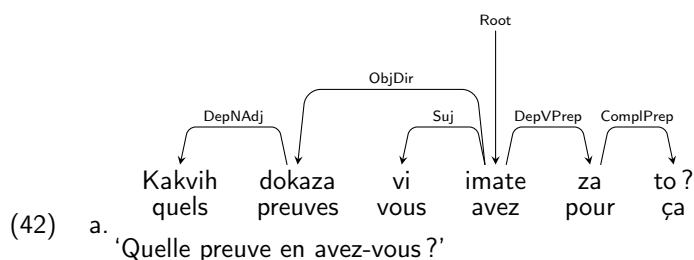 Root
ObjDir
DepNAdj Suj DepVPrep ComplPrep
Kakvih dokaza vi imate za to ?
quels preuves vous avez pour ça
(42) a.
‘Quelle preuve en avez-vous ?’